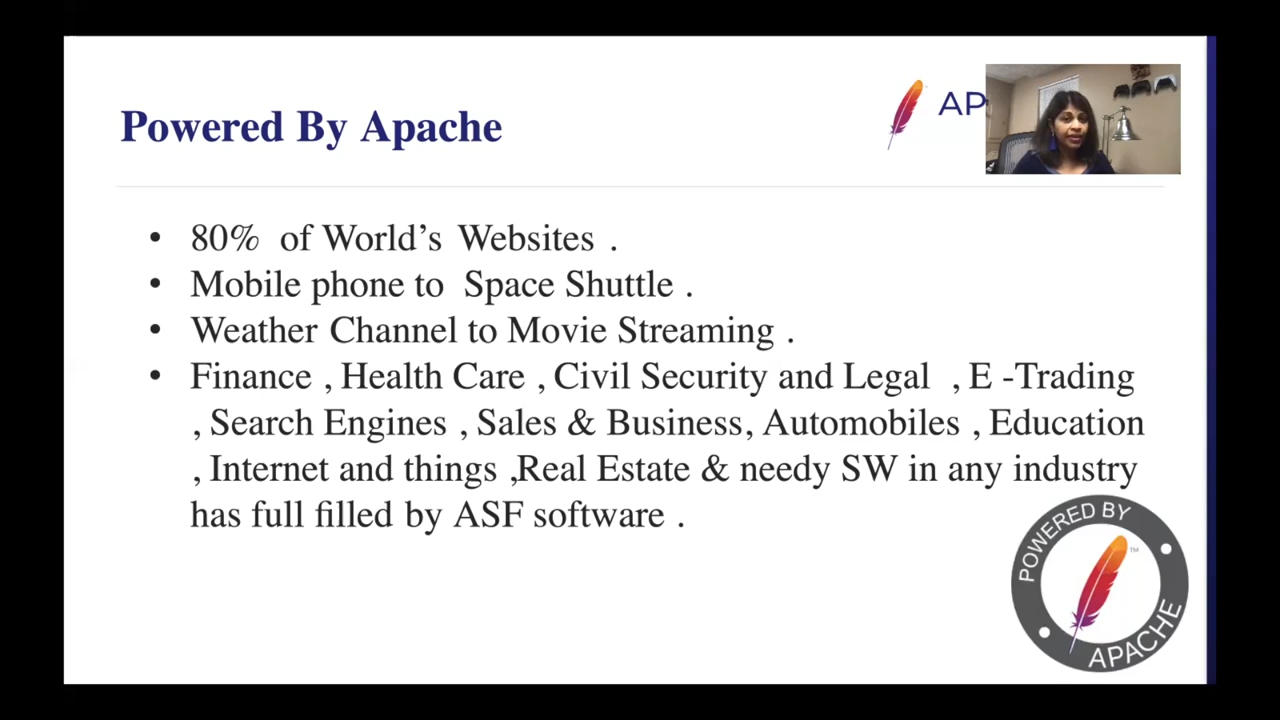 Powered By Apache
AP
80% of World’s Websites .
Mobile phone to Space Shuttle .
Weather Channel to Movie Streaming .
Finance , Health Care , Civil Security and Legal , E -Trading
, Search Engines , Sales & Business, Automobiles , Education
, Internet and things ,Real Estate & needy SW in any industry
has full filled by ASF software .
POWERED BY
TM
APACHE